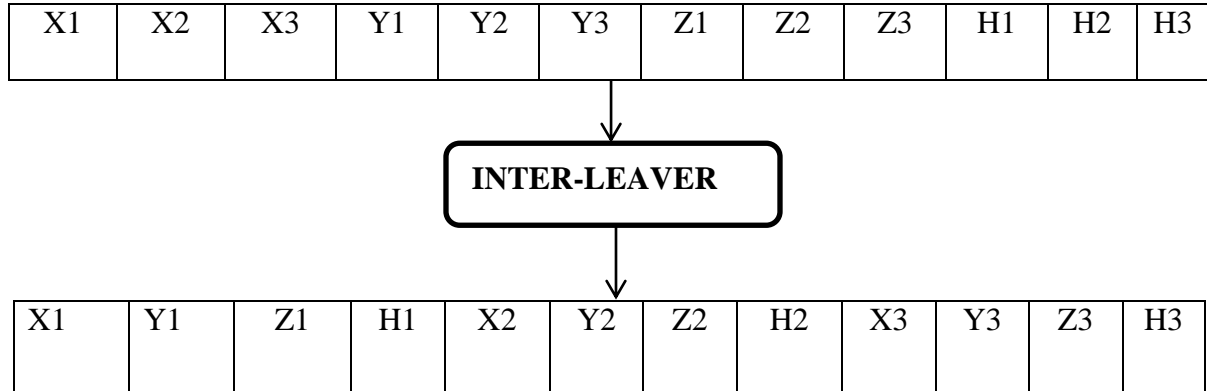 X1 X2 X3 Y1 Y2 Y3 Z1 Z2 Z3 H1 H2 H3
INTER-LEAVER
X1 Y1 Z1 H1 X2 Y2 Z2 H2 X3 Y3 Z3 H3